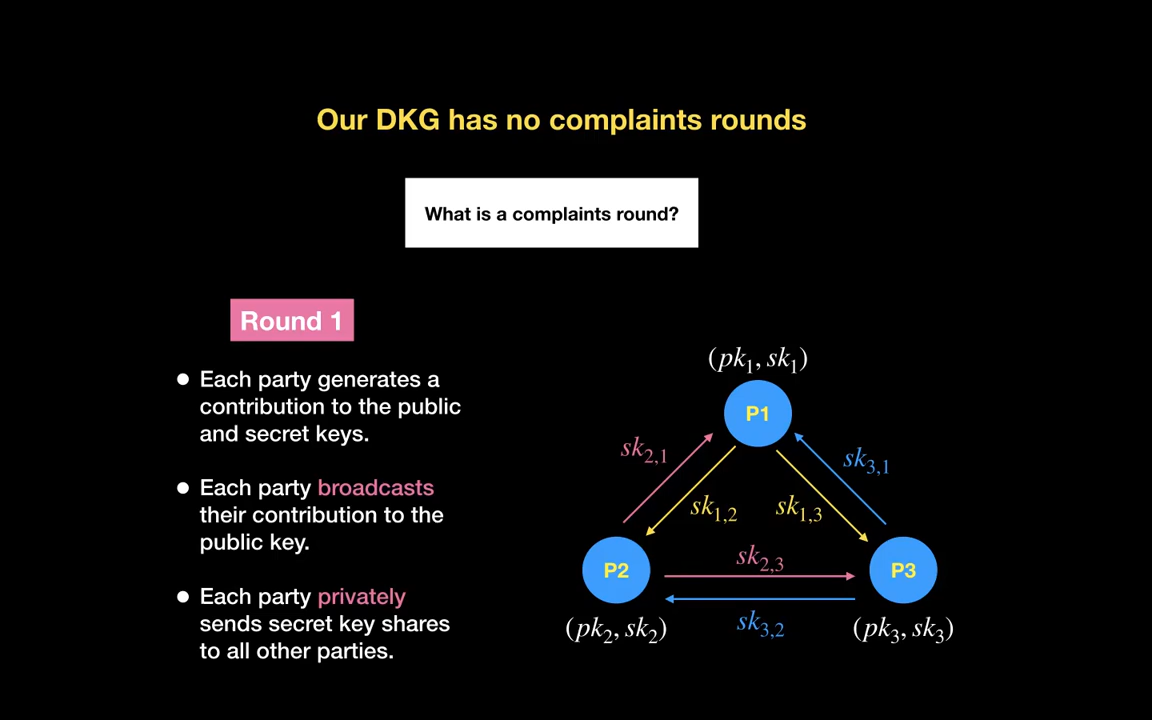 Our DKG has no complaints rounds
What is a complaints round?
Round 1
● Each party generates a
contribution to the public
and secret keys.
● Each party broadcasts
their contribution to the
public key.
● Each party privately
sends secret key shares
to all other parties.
(pk₁, sk₁)
P1
sk₂,₁
sk₃,₁
sk₁,₂
sk₁,₃
P2
sk₂,₃
P3
sk₃,₂
(pk₂, sk₂)
(pk₃, sk₃)